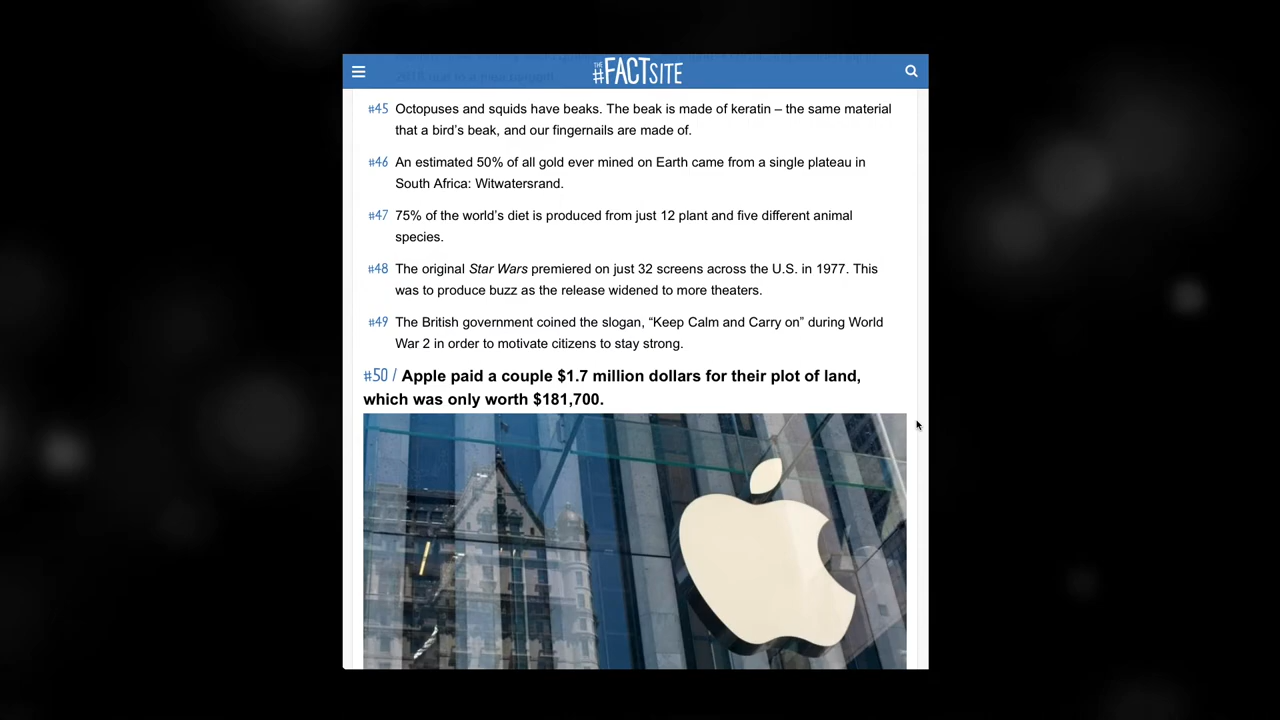 THE #FACTSITE
#45 Octopuses and squids have beaks. The beak is made of keratin – the same material
that a bird’s beak, and our fingernails are made of.
#46 An estimated 50% of all gold ever mined on Earth came from a single plateau in
South Africa: Witwatersrand.
#47 75% of the world’s diet is produced from just 12 plant and five different animal
species.
#48 The original Star Wars premiered on just 32 screens across the U.S. in 1977. This
was to produce buzz as the release widened to more theaters.
#49 The British government coined the slogan, “Keep Calm and Carry on” during World
War 2 in order to motivate citizens to stay strong.
#50 / Apple paid a couple $1.7 million dollars for their plot of land,
which was only worth $181,700.